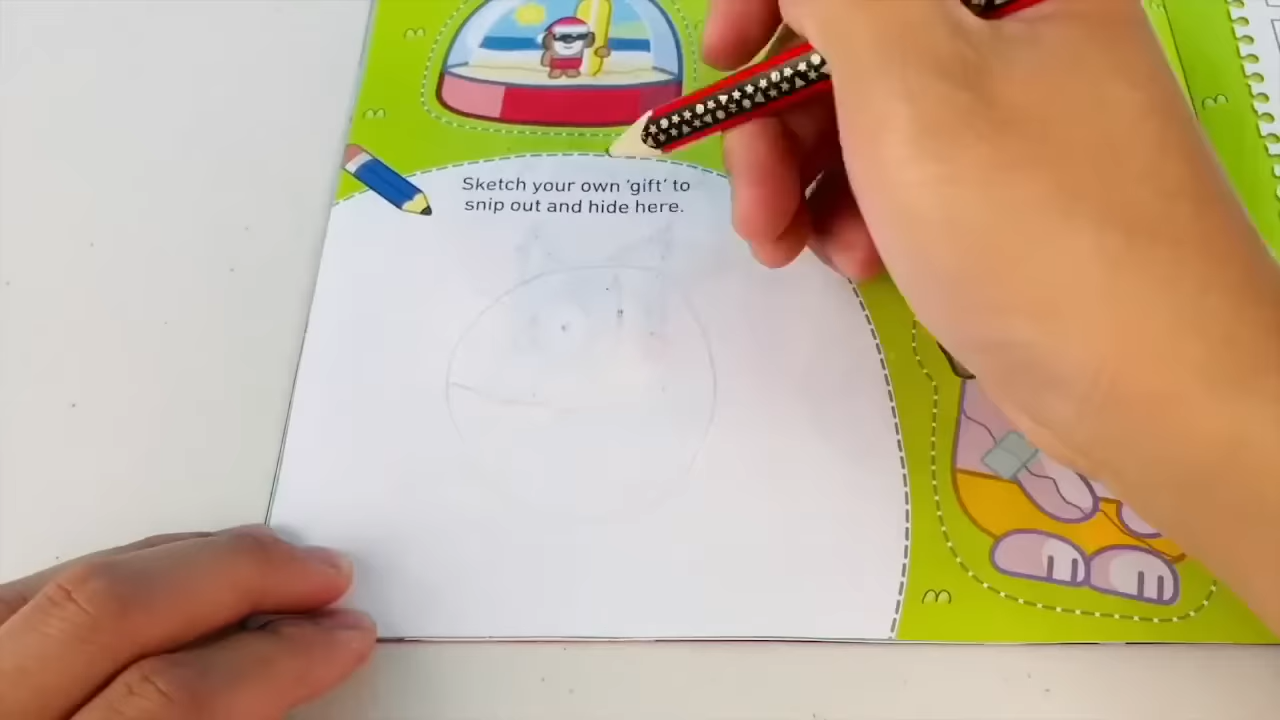 Sketch your own ‘gift’ to
snip out and hide here.